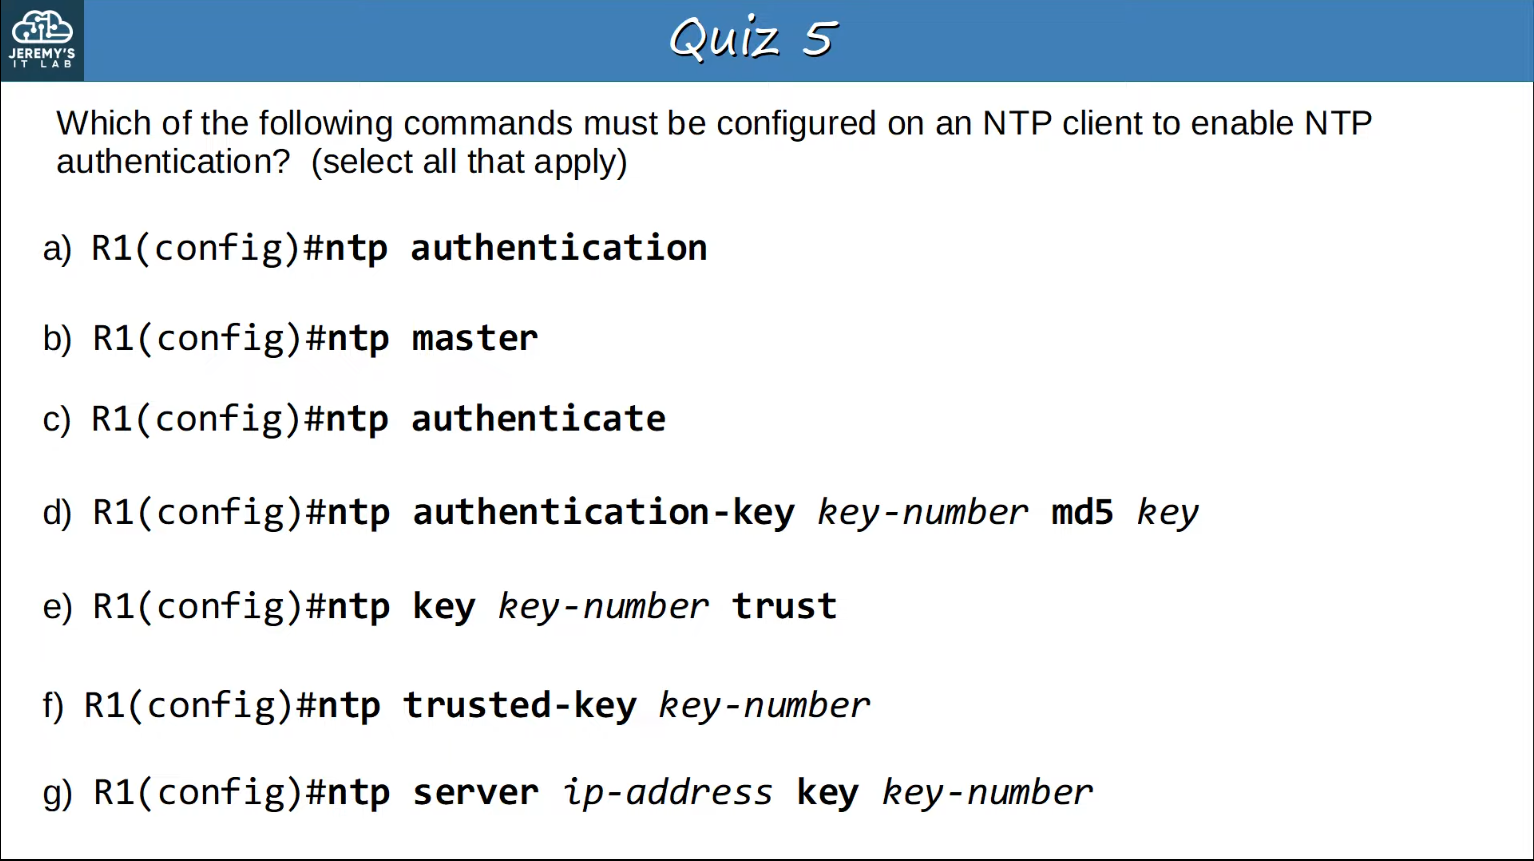 JEREMY'S
IT LAB
Quiz 5
Which of the following commands must be configured on an NTP client to enable NTP
authentication?  (select all that apply)
a) R1(config)#ntp authentication
b) R1(config)#ntp master
c) R1(config)#ntp authenticate
d) R1(config)#ntp authentication-key key-number md5 key
e) R1(config)#ntp key key-number trust
f) R1(config)#ntp trusted-key key-number
g) R1(config)#ntp server ip-address key key-number